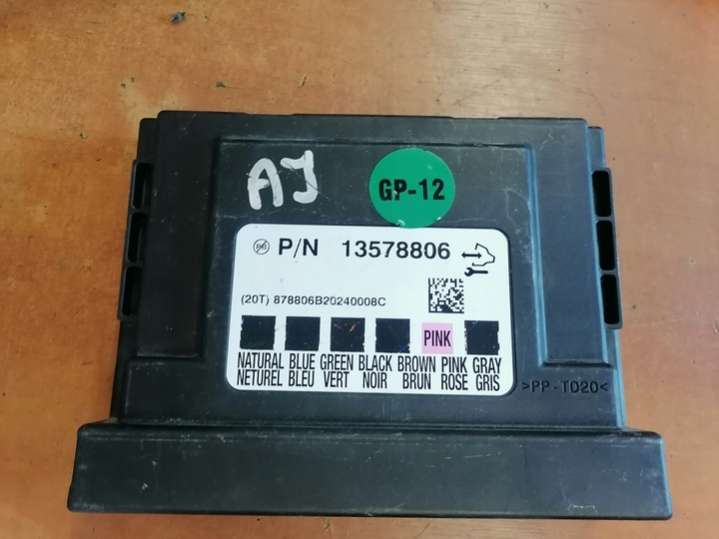 AJ
GP-12
P/N 13578806
(20T) 878806B20240008C
PINK
NATURAL BLUE GREEN BLACK BROWN PINK GRAY
NETUREL BLEU VERT NOIR BRUN ROSE GRIS
>PP-TD20<